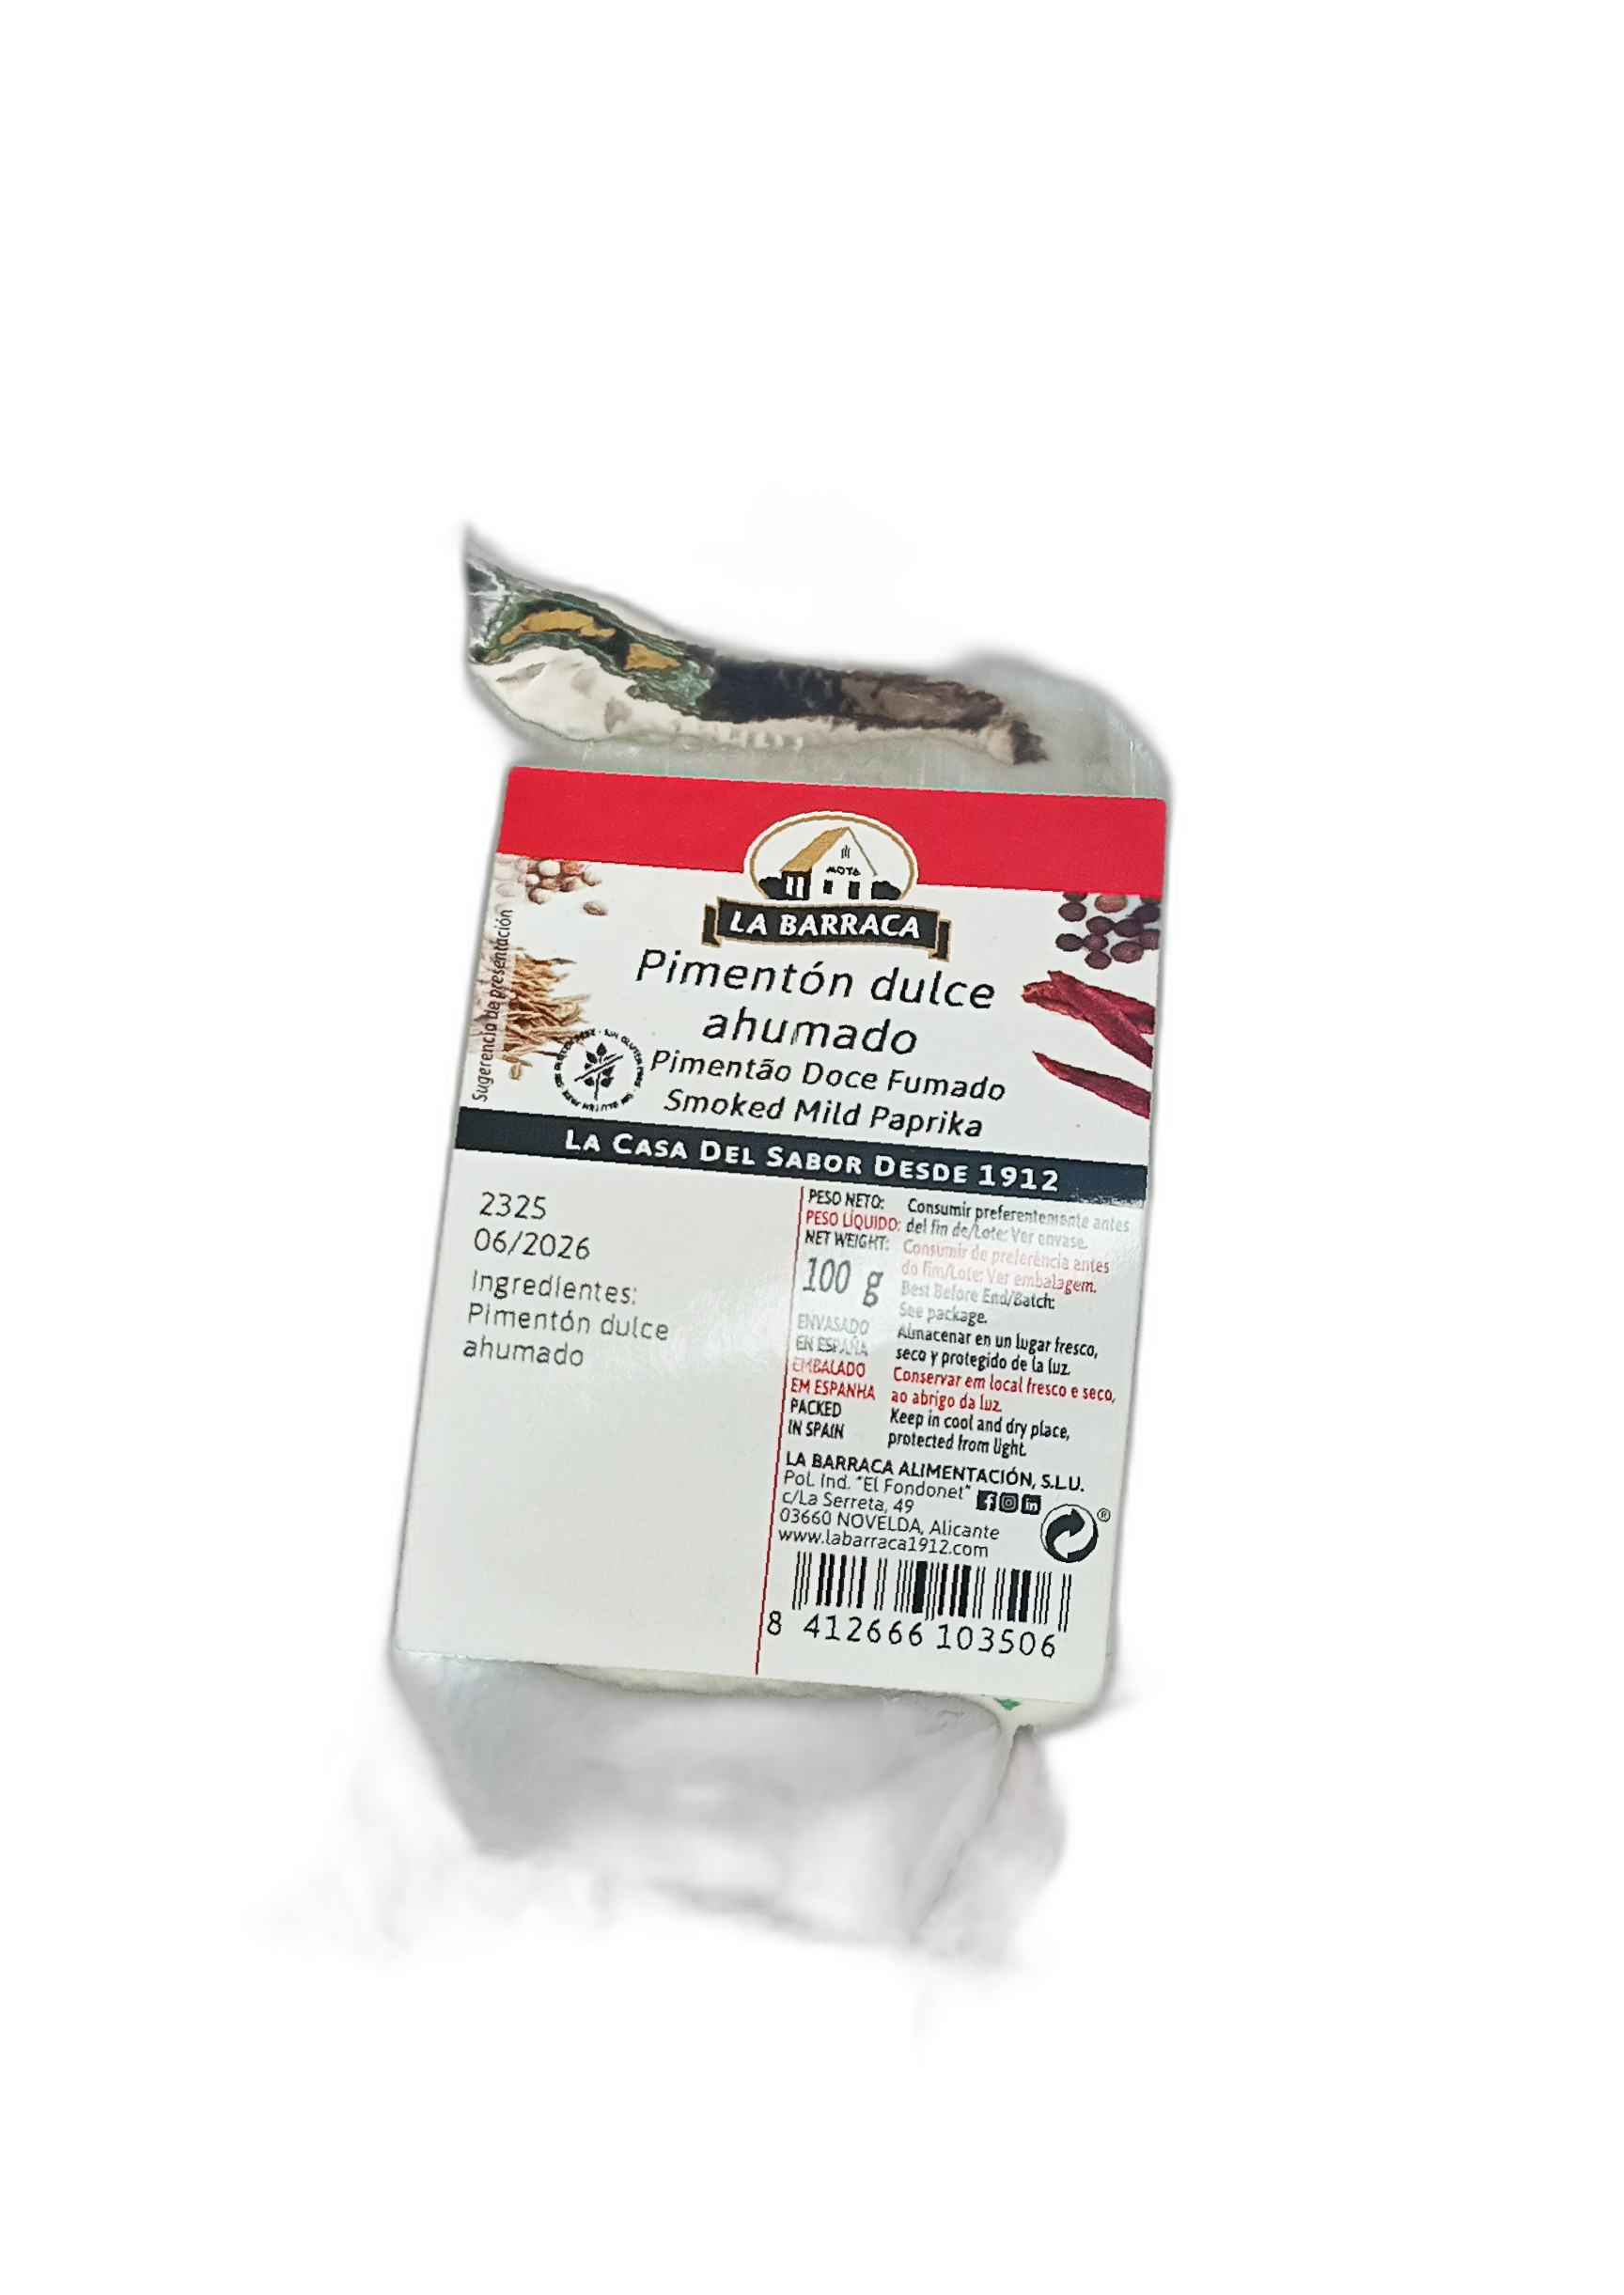 MOTA
LA BARRACA
Pimentón dulce
ahumado
Pimentão Doce Fumado
Smoked Mild Paprika
Sugerencia de presentación
SIN GLUTEN
LA CASA DEL SABOR DESDE 1912
2325
06/2026
Ingredientes:
Pimentón dulce
ahumado
PESO NETO:
PESO LÍQUIDO:
NET WEIGHT:
100 g
ENVASADO
EN ESPAÑA
EMBALADO
EM ESPANHA
PACKED
IN SPAIN
Consumir preferentemente antes
del fin de/Lote: Ver envase.
Consumir de preferência antes
do fim/Lote: Ver embalagem.
Best Before End/Batch:
See package.
Almacenar en un lugar fresco,
seco y protegido de la luz.
Conservar em local fresco e seco,
ao abrigo da luz.
Keep in cool and dry place,
protected from light.
LA BARRACA ALIMENTACIÓN, S.L.U.
Pol. Ind. "El Fondonet"
c/La Serreta, 49
03660 NOVELDA, Alicante
www.labarraca1912.com
8 412666 103506